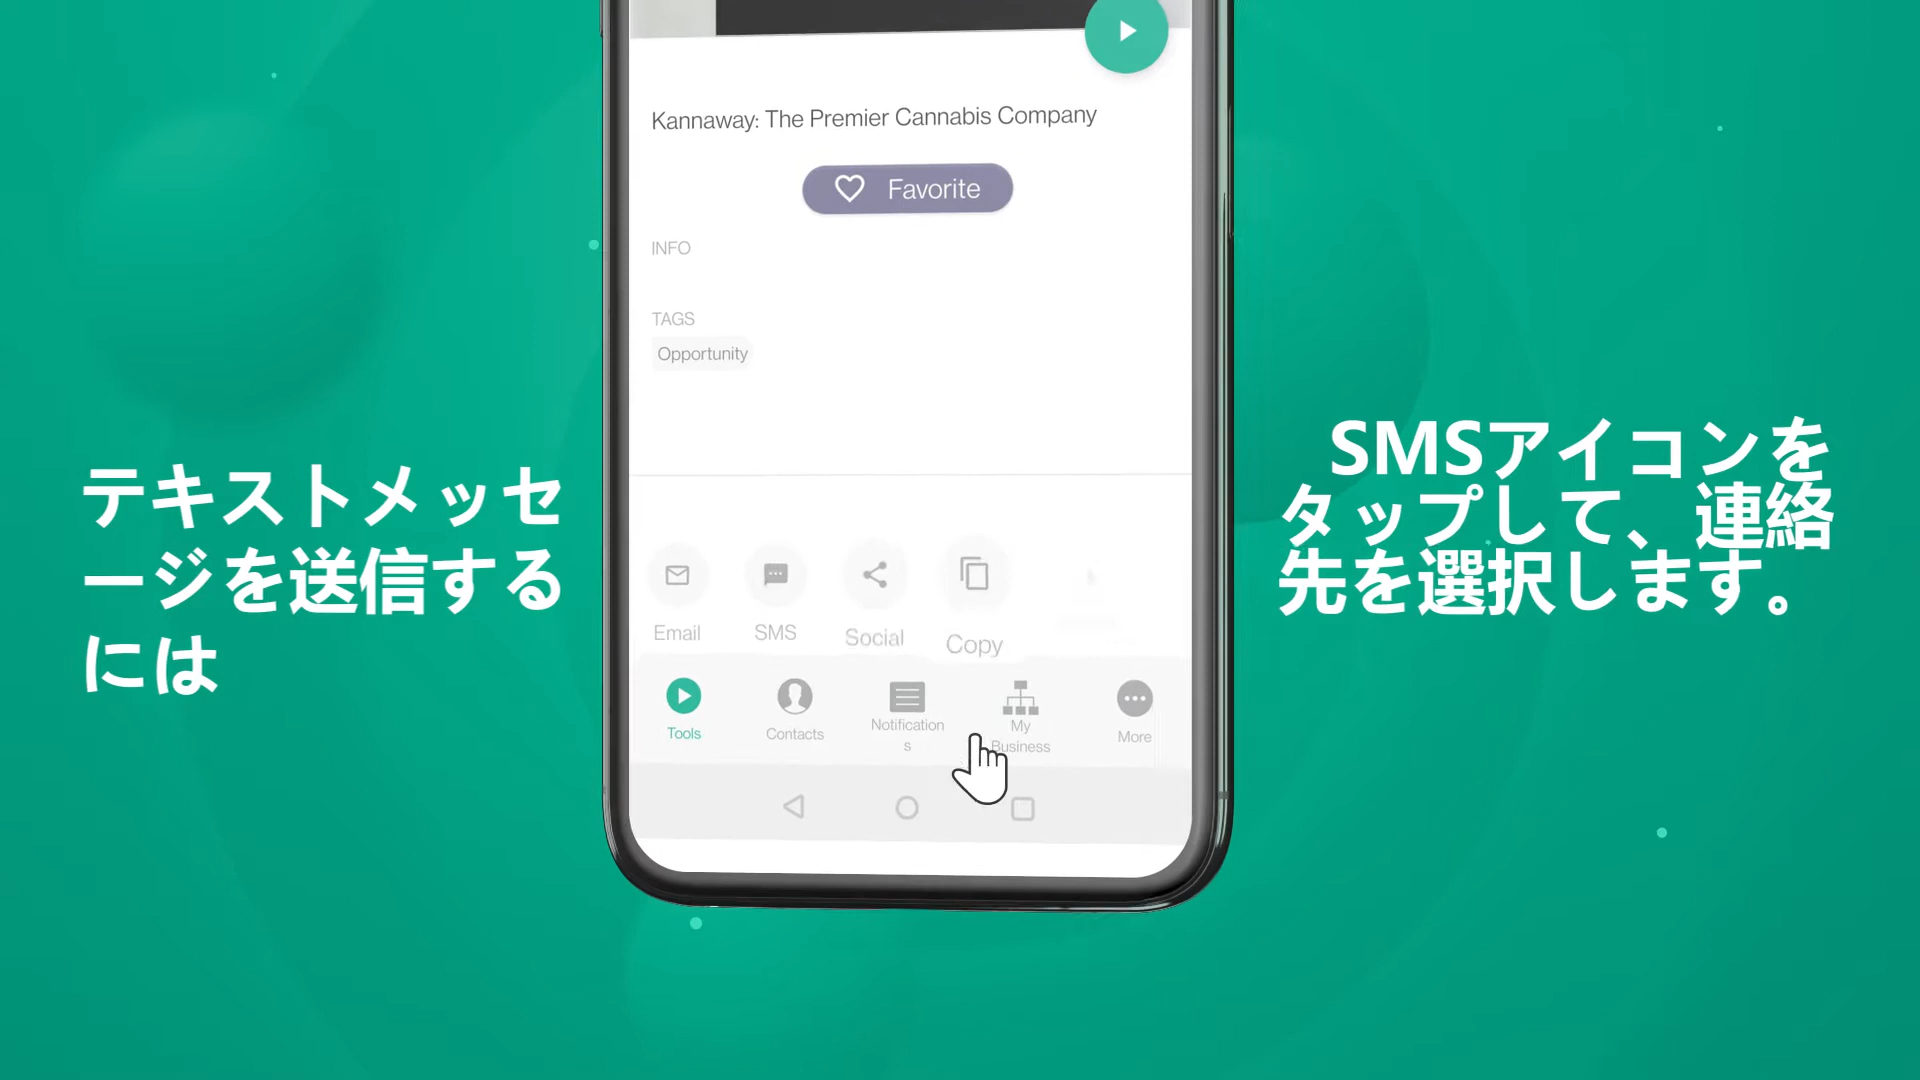 Kannaway: The Premier Cannabis Company
Favorite
INFO
TAGS
Opportunity
テキストメッセ
ージを送信する
には
SMSアイコンを
タップして、連絡
先を選択します。
Email
SMS
Social
Copy
Tools
Contacts
Notification
s
My
Business
More